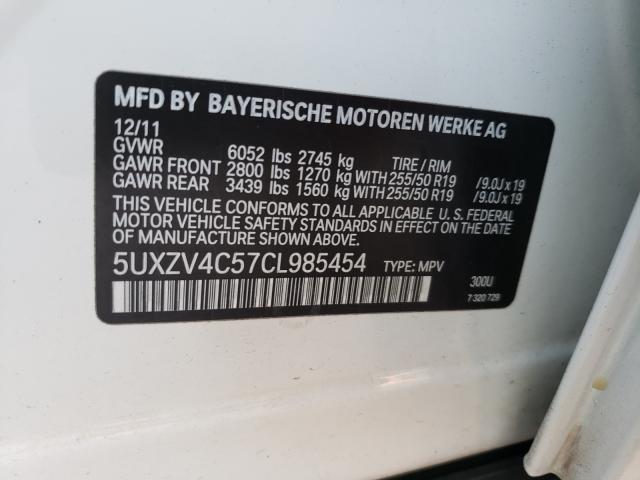 MFD BY BAYERISCHE MOTOREN WERKE AG
12/11
GVWR 6052 lbs 2745 kg TIRE / RIM
GAWR FRONT 2800 lbs 1270 kg WITH 255/50 R19 /9.0J x 19
GAWR REAR 3439 lbs 1560 kg WITH 255/50 R19 /9.0J x 19
THIS VEHICLE CONFORMS TO ALL APPLICABLE U. S. FEDERAL
MOTOR VEHICLE SAFETY STANDARDS IN EFFECT ON THE DATE
OF MANUFACTURE SHOWN ABOVE.
5UXZV4C57CL985454 TYPE: MPV
300U
7 320 729